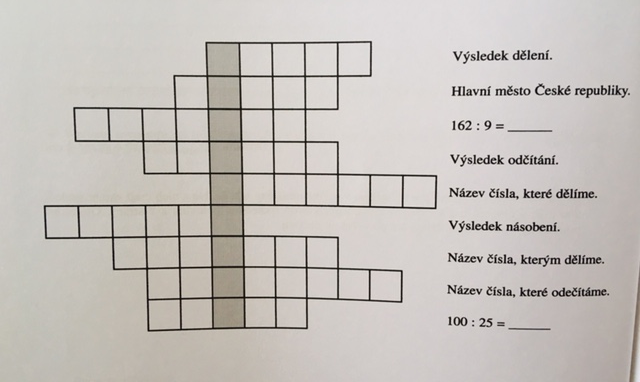 Výsledek dělení.
Hlavní město České republiky.
162 : 9 = ______
Výsledek odčítání.
Název čísla, které dělíme.
Výsledek násobení.
Název čísla, kterým dělíme.
Název čísla, které odečítáme.
100 : 25 = ______